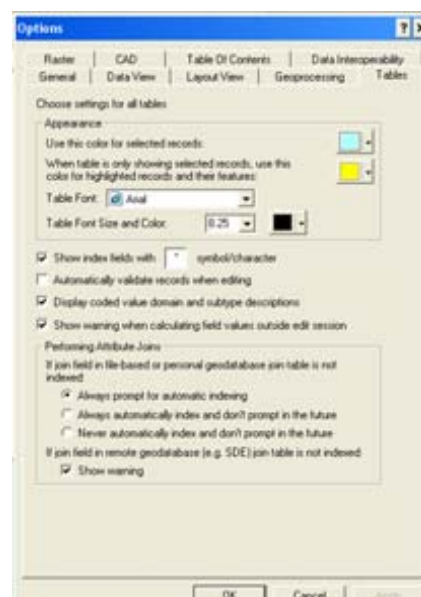 Options
Raster CAD Table Of Contents Data Interoperability
General Data View Layout View Geoprocessing Tables
Choose settings for all tables
Appearance
Use this color for selected records:
When table is only showing selected records, use this
color for highlighted records and their features:
Table Font: Arial
Table Font Size and Color: 8.25
Show index fields with * symbol/character
Automatically validate records when editing
Display coded value domain and subtype descriptions
Show warning when calculating field values outside edit session
Performing Attribute Joins
If join field in file-based or personal geodatabase join table is not
indexed
Always prompt for automatic indexing
Always automatically index and don't prompt in the future
Never automatically index and don't prompt in the future
If join field in remote geodatabase (e.g. SDE) join table is not indexed
Show warning
OK Cancel Apply